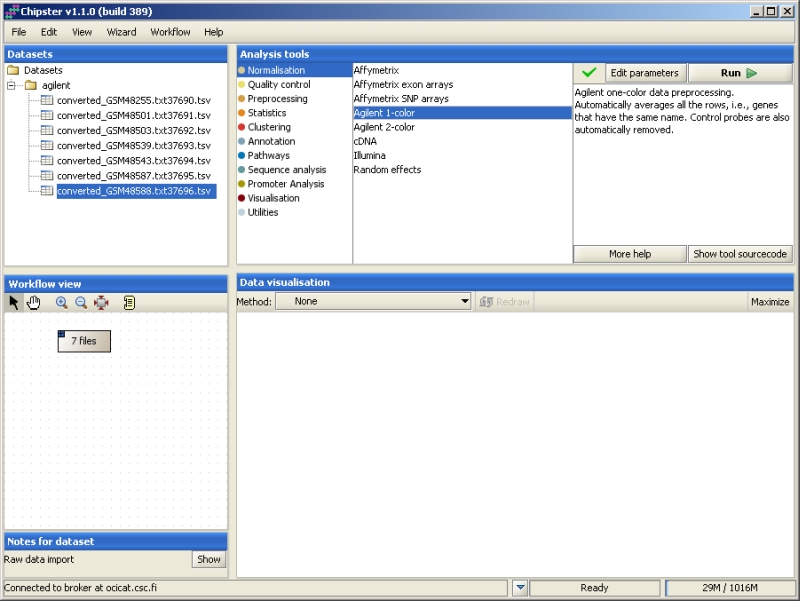 Chipster v1.1.0 (build 389)
File Edit View Wizard Workflow Help
Datasets
Datasets
agilent
converted_GSM48255.txt37690.tsv
converted_GSM48501.txt37691.tsv
converted_GSM48503.txt37692.tsv
converted_GSM48539.txt37693.tsv
converted_GSM48543.txt37694.tsv
converted_GSM48587.txt37695.tsv
converted_GSM48588.txt37696.tsv
Analysis tools
Normalisation
Quality control
Preprocessing
Statistics
Clustering
Annotation
Pathways
Sequence analysis
Promoter Analysis
Visualisation
Utilities
Affymetrix
Affymetrix exon arrays
Affymetrix SNP arrays
Agilent 1-color
Agilent 2-color
cDNA
Illumina
Random effects
Edit parameters Run
Agilent one-color data preprocessing.
Automatically averages all the rows, i.e., genes
that have the same name. Control probes are also
automatically removed.
More help Show tool sourcecode
Workflow view
7 files
Data visualisation
Method: None Redraw Maximize
Notes for dataset
Raw data import Show
Connected to broker at ocicat.csc.fi Ready 29M / 1016M